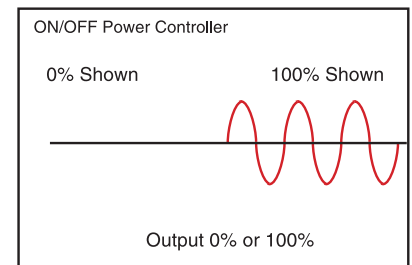 ON/OFF Power Controller
0% Shown 100% Shown
Output 0% or 100%